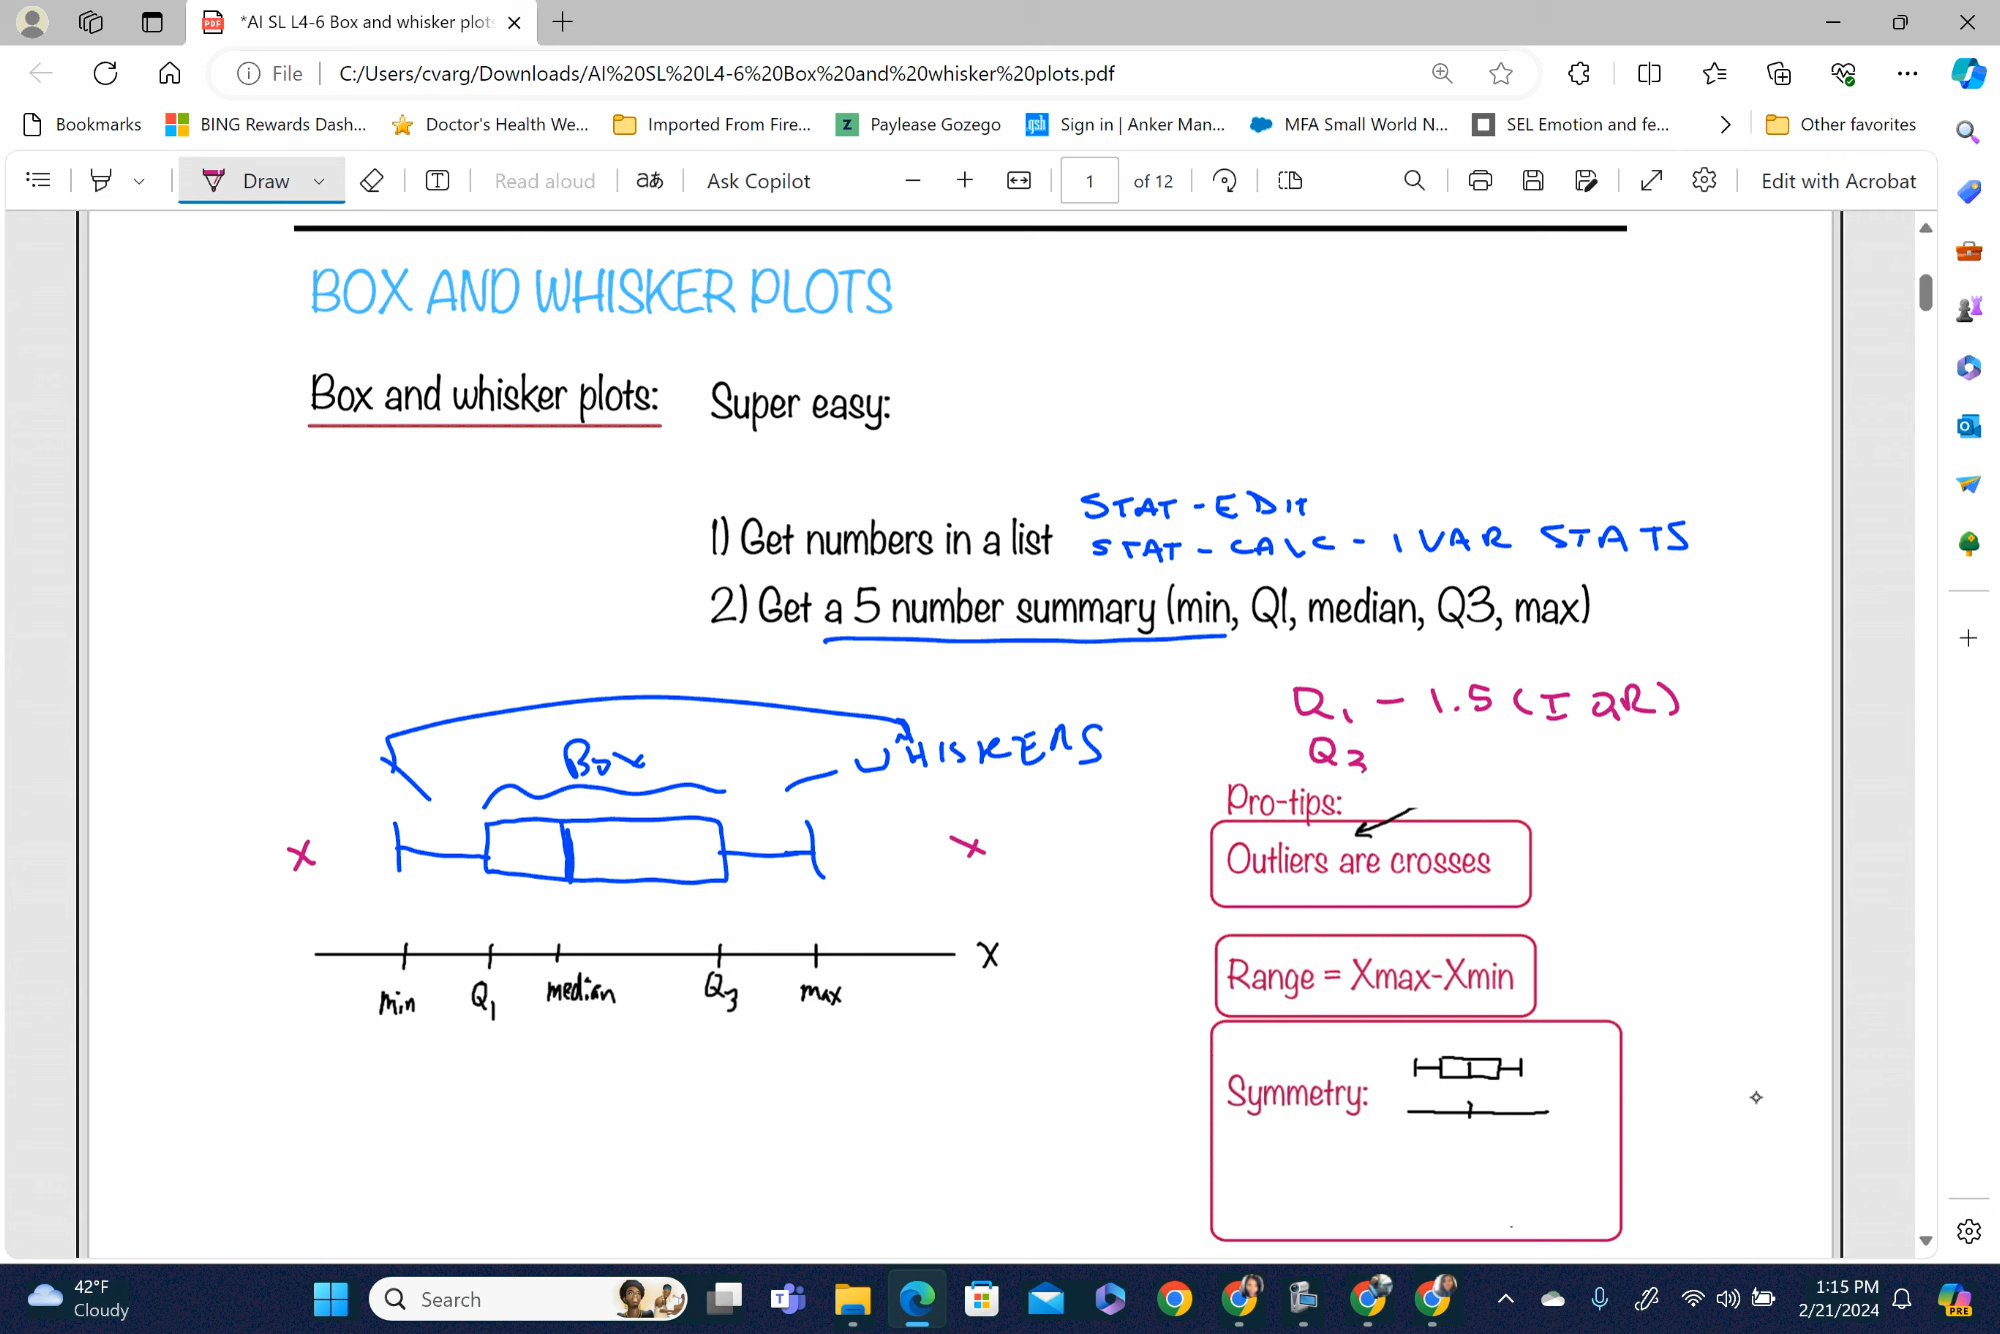 *AI SL L4-6 Box and whisker plots
File C:/Users/cvarg/Downloads/AI%20SL%20L4-6%20Box%20and%20whisker%20plots.pdf
Bookmarks BING Rewards Dash... Doctor's Health We... Imported From Fire... Paylease Gozego Sign in | Anker Man... MFA Small World N... SEL Emotion and fe... Other favorites
Draw Read aloud aあ Ask Copilot 1 of 12 Edit with Acrobat
BOX AND WHISKER PLOTS
Box and whisker plots: Super easy:
STAT - EDIT
1) Get numbers in a list STAT - CALC - 1 VAR STATS
2) Get a 5 number summary (min, Q1, median, Q3, max)
Q1 - 1.5 (IQR)
Q3
Box WHISKERS
Pro-tips:
X X
Outliers are crosses
X
min Q1 median Q3 max
Range = Xmax-Xmin
Symmetry:
42°F
Cloudy
Search
1:15 PM
2/21/2024
PRE